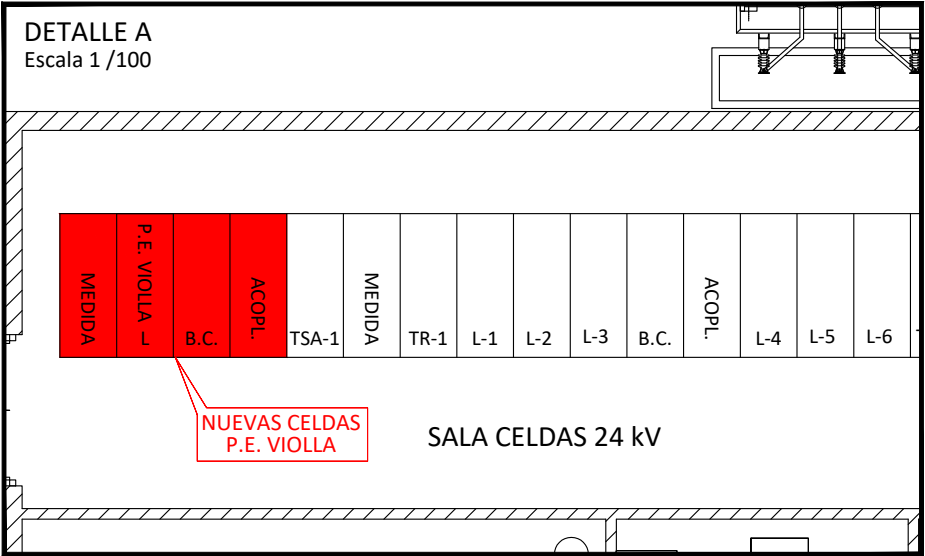 DETALLE A
Escala 1 /100
MEDIDA
P.E. VIOLLA
L
B.C.
ACOPL.
TSA-1
MEDIDA
TR-1
L-1
L-2
L-3
B.C.
ACOPL.
L-4
L-5
L-6
NUEVAS CELDAS
P.E. VIOLLA
SALA CELDAS 24 kV